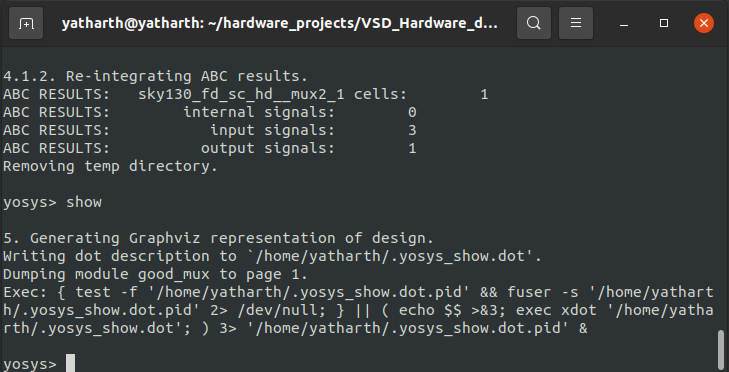 yatharth@yatharth: ~/hardware_projects/VSD_Hardware_d...
4.1.2. Re-integrating ABC results.
ABC RESULTS:   sky130_fd_sc_hd__mux2_1 cells:        1
ABC RESULTS:        internal signals:        0
ABC RESULTS:           input signals:        3
ABC RESULTS:          output signals:        1
Removing temp directory.
yosys> show
5. Generating Graphviz representation of design.
Writing dot description to `/home/yatharth/.yosys_show.dot'.
Dumping module good_mux to page 1.
Exec: { test -f '/home/yatharth/.yosys_show.dot.pid' && fuser -s '/home/yathart
h/.yosys_show.dot.pid' 2> /dev/null; } || ( echo $$ >&3; exec xdot '/home/yatha
rth/.yosys_show.dot'; ) 3> '/home/yatharth/.yosys_show.dot.pid' &
yosys>